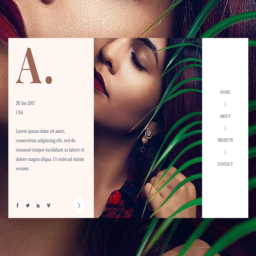 A.
20 Jan 2017
USA
Lorem ipsum dolor sit amet,
consectetur adipiscing elit, sed do
eiusmod tempor incididunt ut labore et
dolore magna aliqua. Ut enim ad minim
veniam.
HOME
ABOUT
PROJECTS
CONTACT